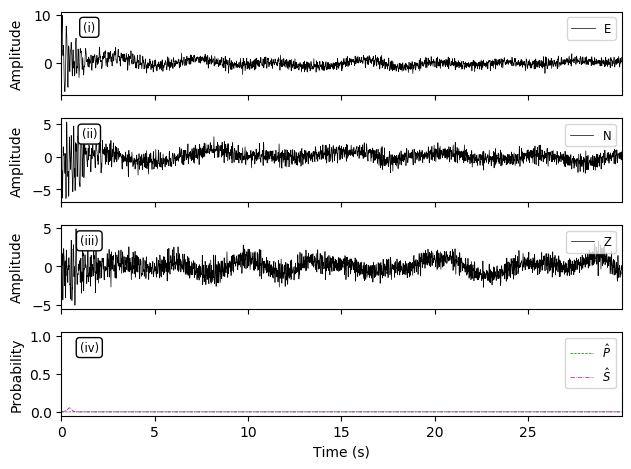 Amplitude
10
0
(i)
E
Amplitude
5
0
−5
(ii)
N
Amplitude
5
0
−5
(iii)
Z
Probability
1.0
0.5
0.0
(iv)
P̂
Ŝ
0 5 10 15 20 25
Time (s)